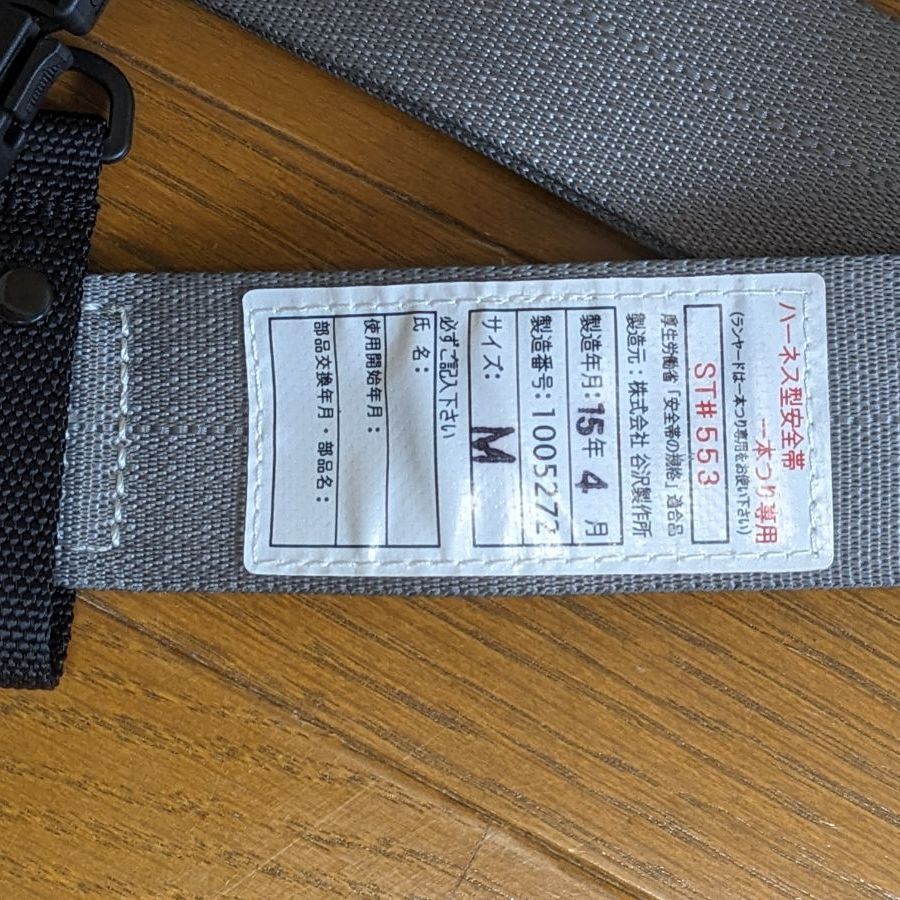 ハーネス型安全帯
一本つり専用
(ランヤードは一本つり専用をお使い下さい)
ST#553
厚生労働省「安全帯の規格」適合品
製造元：株式会社 谷沢製作所
製造年月：15年 4 月
製造番号：1005272
サイズ： M
必ずご記入下さい
氏 名：
使用開始年月：
部品交換年月・部品名：